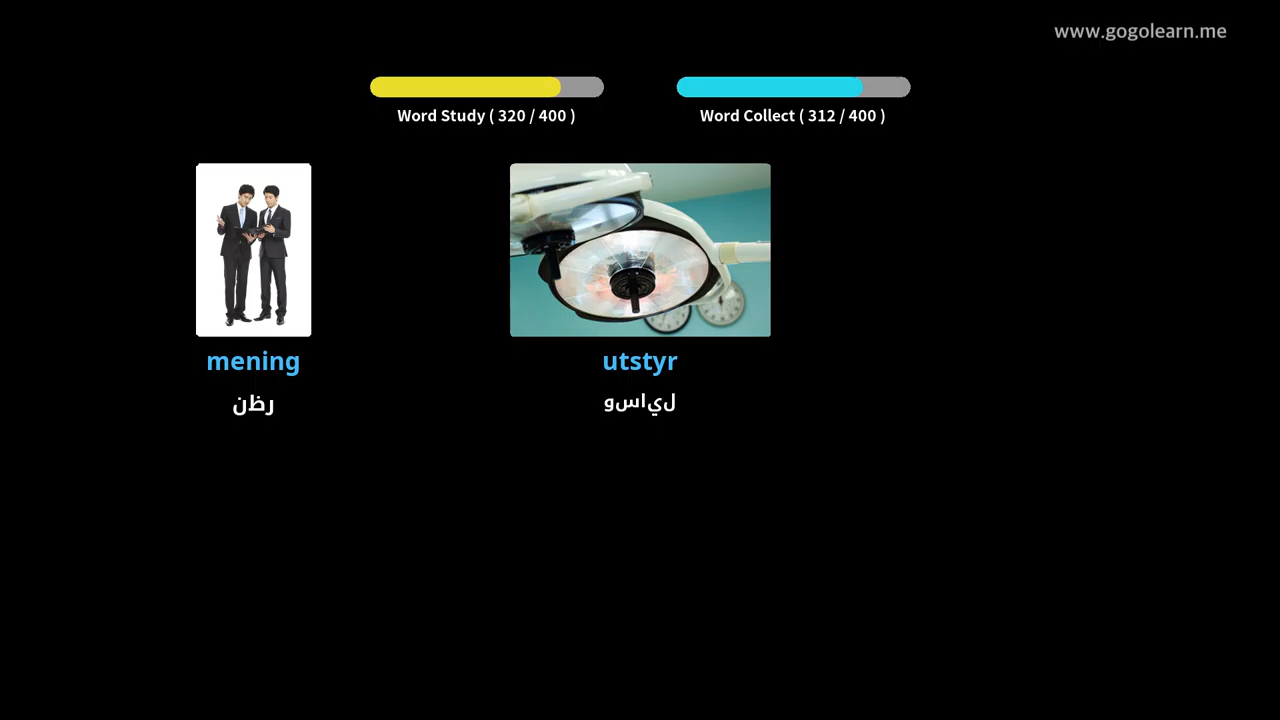 www.gogolearn.me
Word Study ( 320 / 400 )
Word Collect ( 312 / 400 )
mening
رظن
utstyr
لیاسو